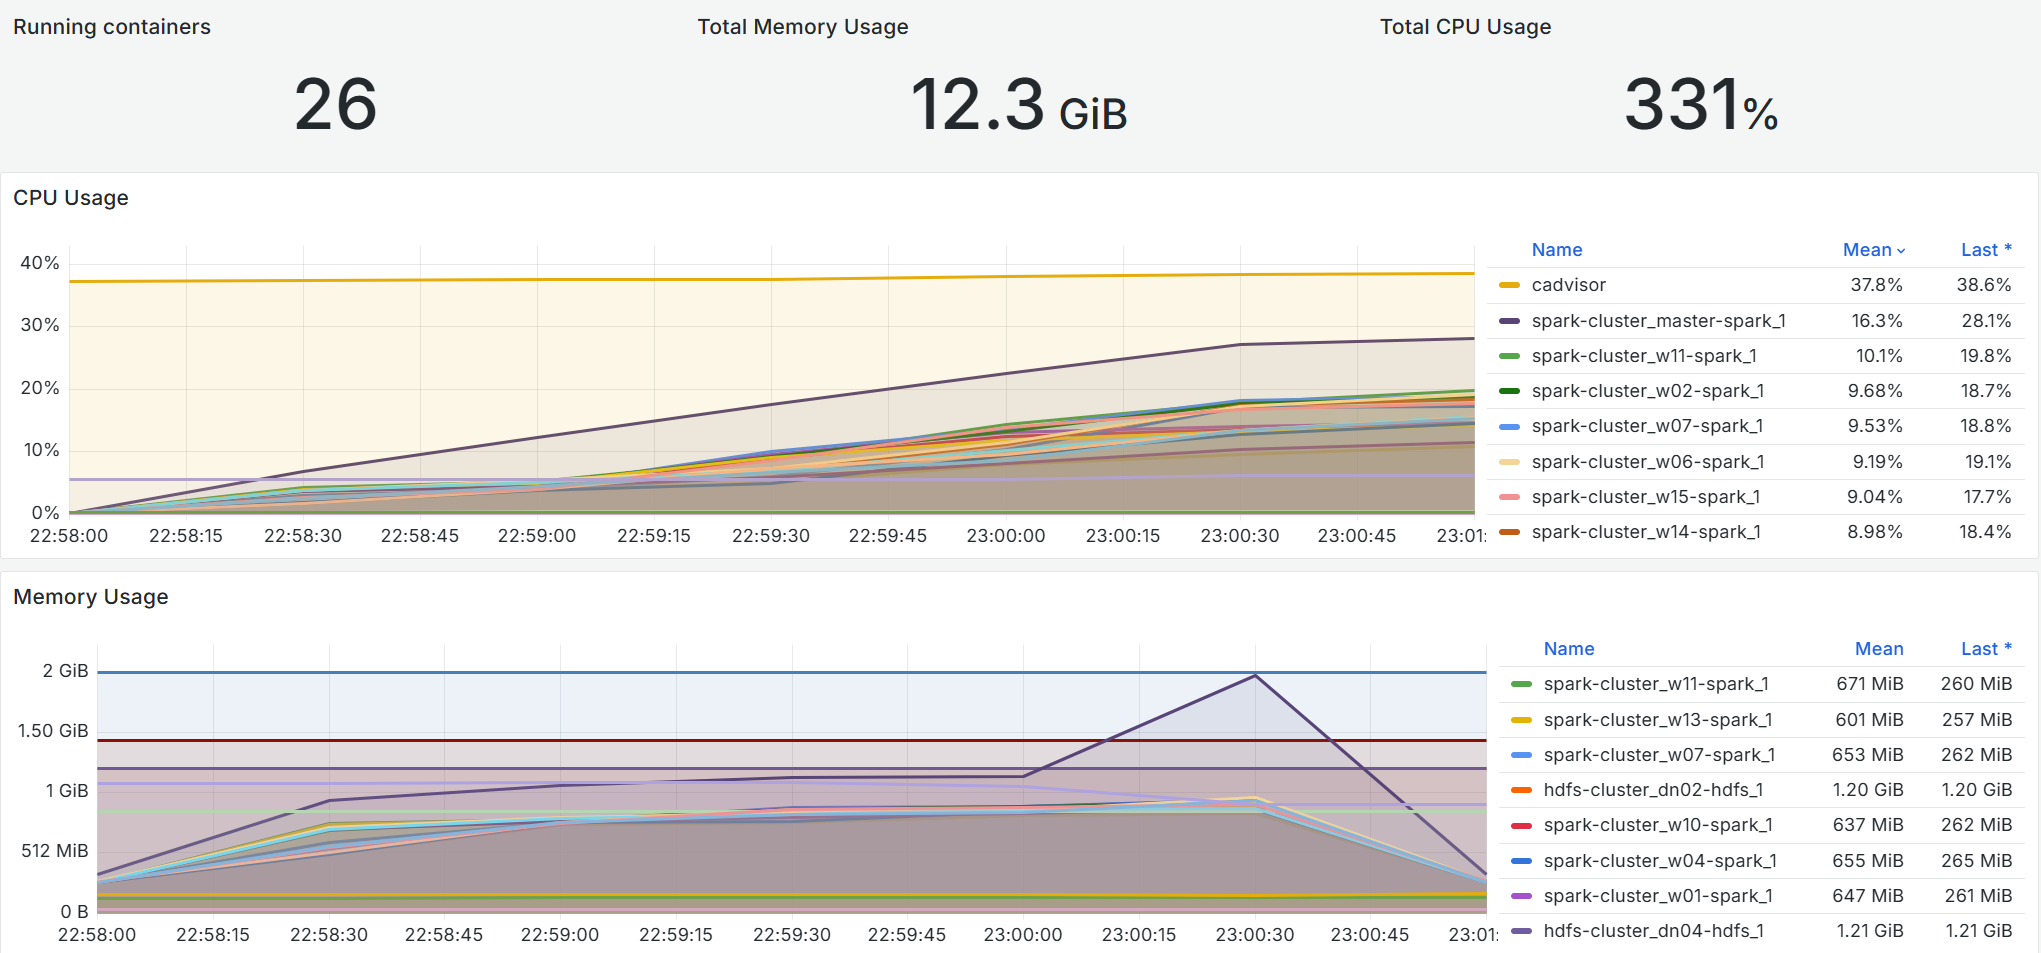 Running containers
Total Memory Usage
Total CPU Usage
26
12.3 GiB
331%
CPU Usage
40%
30%
20%
10%
0%
22:58:00 22:58:15 22:58:30 22:58:45 22:59:00 22:59:15 22:59:30 22:59:45 23:00:00 23:00:15 23:00:30 23:00:45 23:01:
Name Mean Last *
cadvisor 37.8% 38.6%
spark-cluster_master-spark_1 16.3% 28.1%
spark-cluster_w11-spark_1 10.1% 19.8%
spark-cluster_w02-spark_1 9.68% 18.7%
spark-cluster_w07-spark_1 9.53% 18.8%
spark-cluster_w06-spark_1 9.19% 19.1%
spark-cluster_w15-spark_1 9.04% 17.7%
spark-cluster_w14-spark_1 8.98% 18.4%
Memory Usage
2 GiB
1.50 GiB
1 GiB
512 MiB
0 B
22:58:00 22:58:15 22:58:30 22:58:45 22:59:00 22:59:15 22:59:30 22:59:45 23:00:00 23:00:15 23:00:30 23:00:45 23:01:
Name Mean Last *
spark-cluster_w11-spark_1 671 MiB 260 MiB
spark-cluster_w13-spark_1 601 MiB 257 MiB
spark-cluster_w07-spark_1 653 MiB 262 MiB
hdfs-cluster_dn02-hdfs_1 1.20 GiB 1.20 GiB
spark-cluster_w10-spark_1 637 MiB 262 MiB
spark-cluster_w04-spark_1 655 MiB 265 MiB
spark-cluster_w01-spark_1 647 MiB 261 MiB
hdfs-cluster_dn04-hdfs_1 1.21 GiB 1.21 GiB